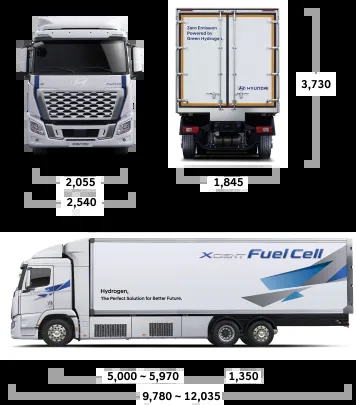 Zero Emission
Powered by
Green Hydrogen
HYUNDAI
3,730
2,055
1,845
2,540
XCIENT Fuel Cell
Hydrogen,
The Perfect Solution for Better Future.
5,000 ~ 5,970
1,350
9,780 ~ 12,035